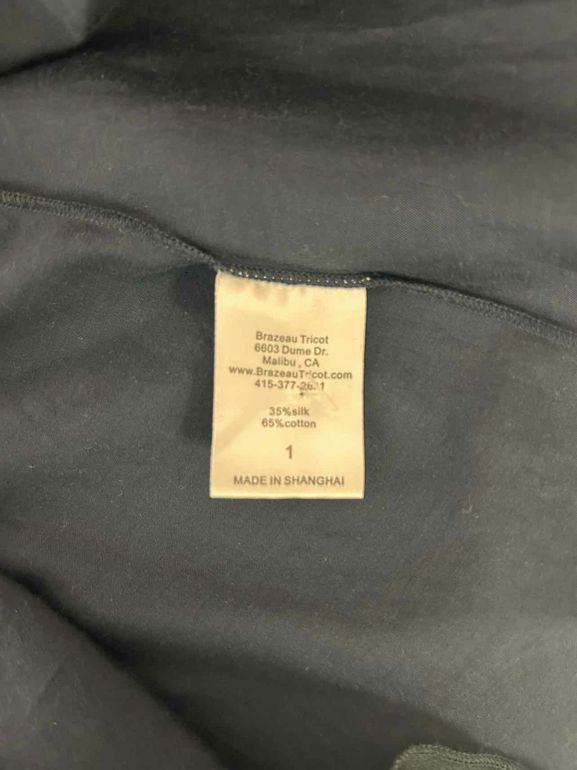 Brazeau Tricot
6603 Dume Dr.
Malibu , CA
www.BrazeauTricot.com
35%silk
65%cotton
1
MADE IN SHANGHAI